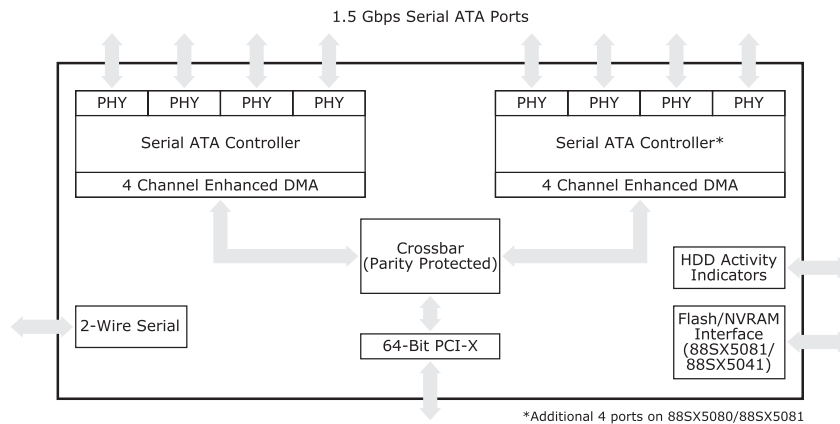 1.5 Gbps Serial ATA Ports
PHY PHY PHY PHY
Serial ATA Controller
4 Channel Enhanced DMA
PHY PHY PHY PHY
Serial ATA Controller*
4 Channel Enhanced DMA
Crossbar
(Parity Protected)
HDD Activity
Indicators
2-Wire Serial
64-Bit PCI-X
Flash/NVRAM
Interface
(88SX5081/
88SX5041)
*Additional 4 ports on 88SX5080/88SX5081